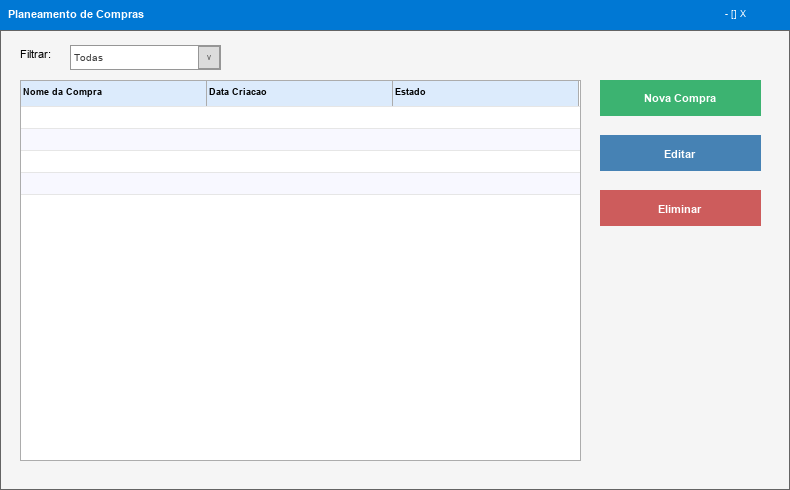 Planeamento de Compras
- [] X
Filtrar:
Todas
v
Nome da Compra
Data Criacao
Estado
Nova Compra
Editar
Eliminar